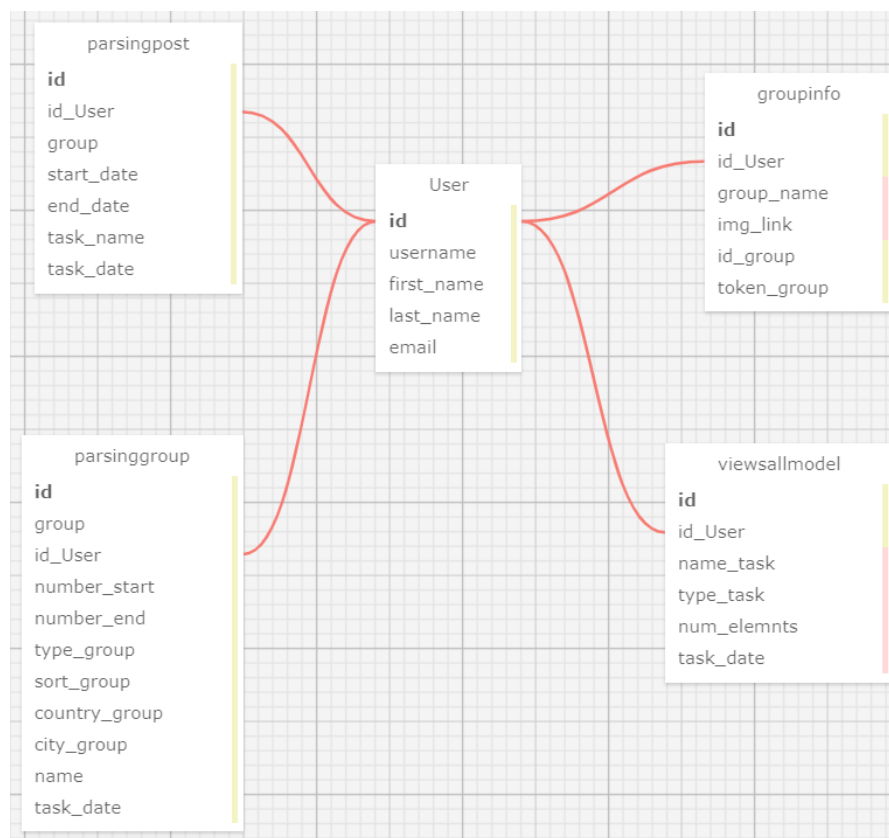 parsingpost
id
id_User
group
start_date
end_date
task_name
task_date
User
id
username
first_name
last_name
email
groupinfo
id
id_User
group_name
img_link
id_group
token_group
parsinggroup
id
group
id_User
number_start
number_end
type_group
sort_group
country_group
city_group
name
task_date
viewsallmodel
id
id_User
name_task
type_task
num_elemnts
task_date